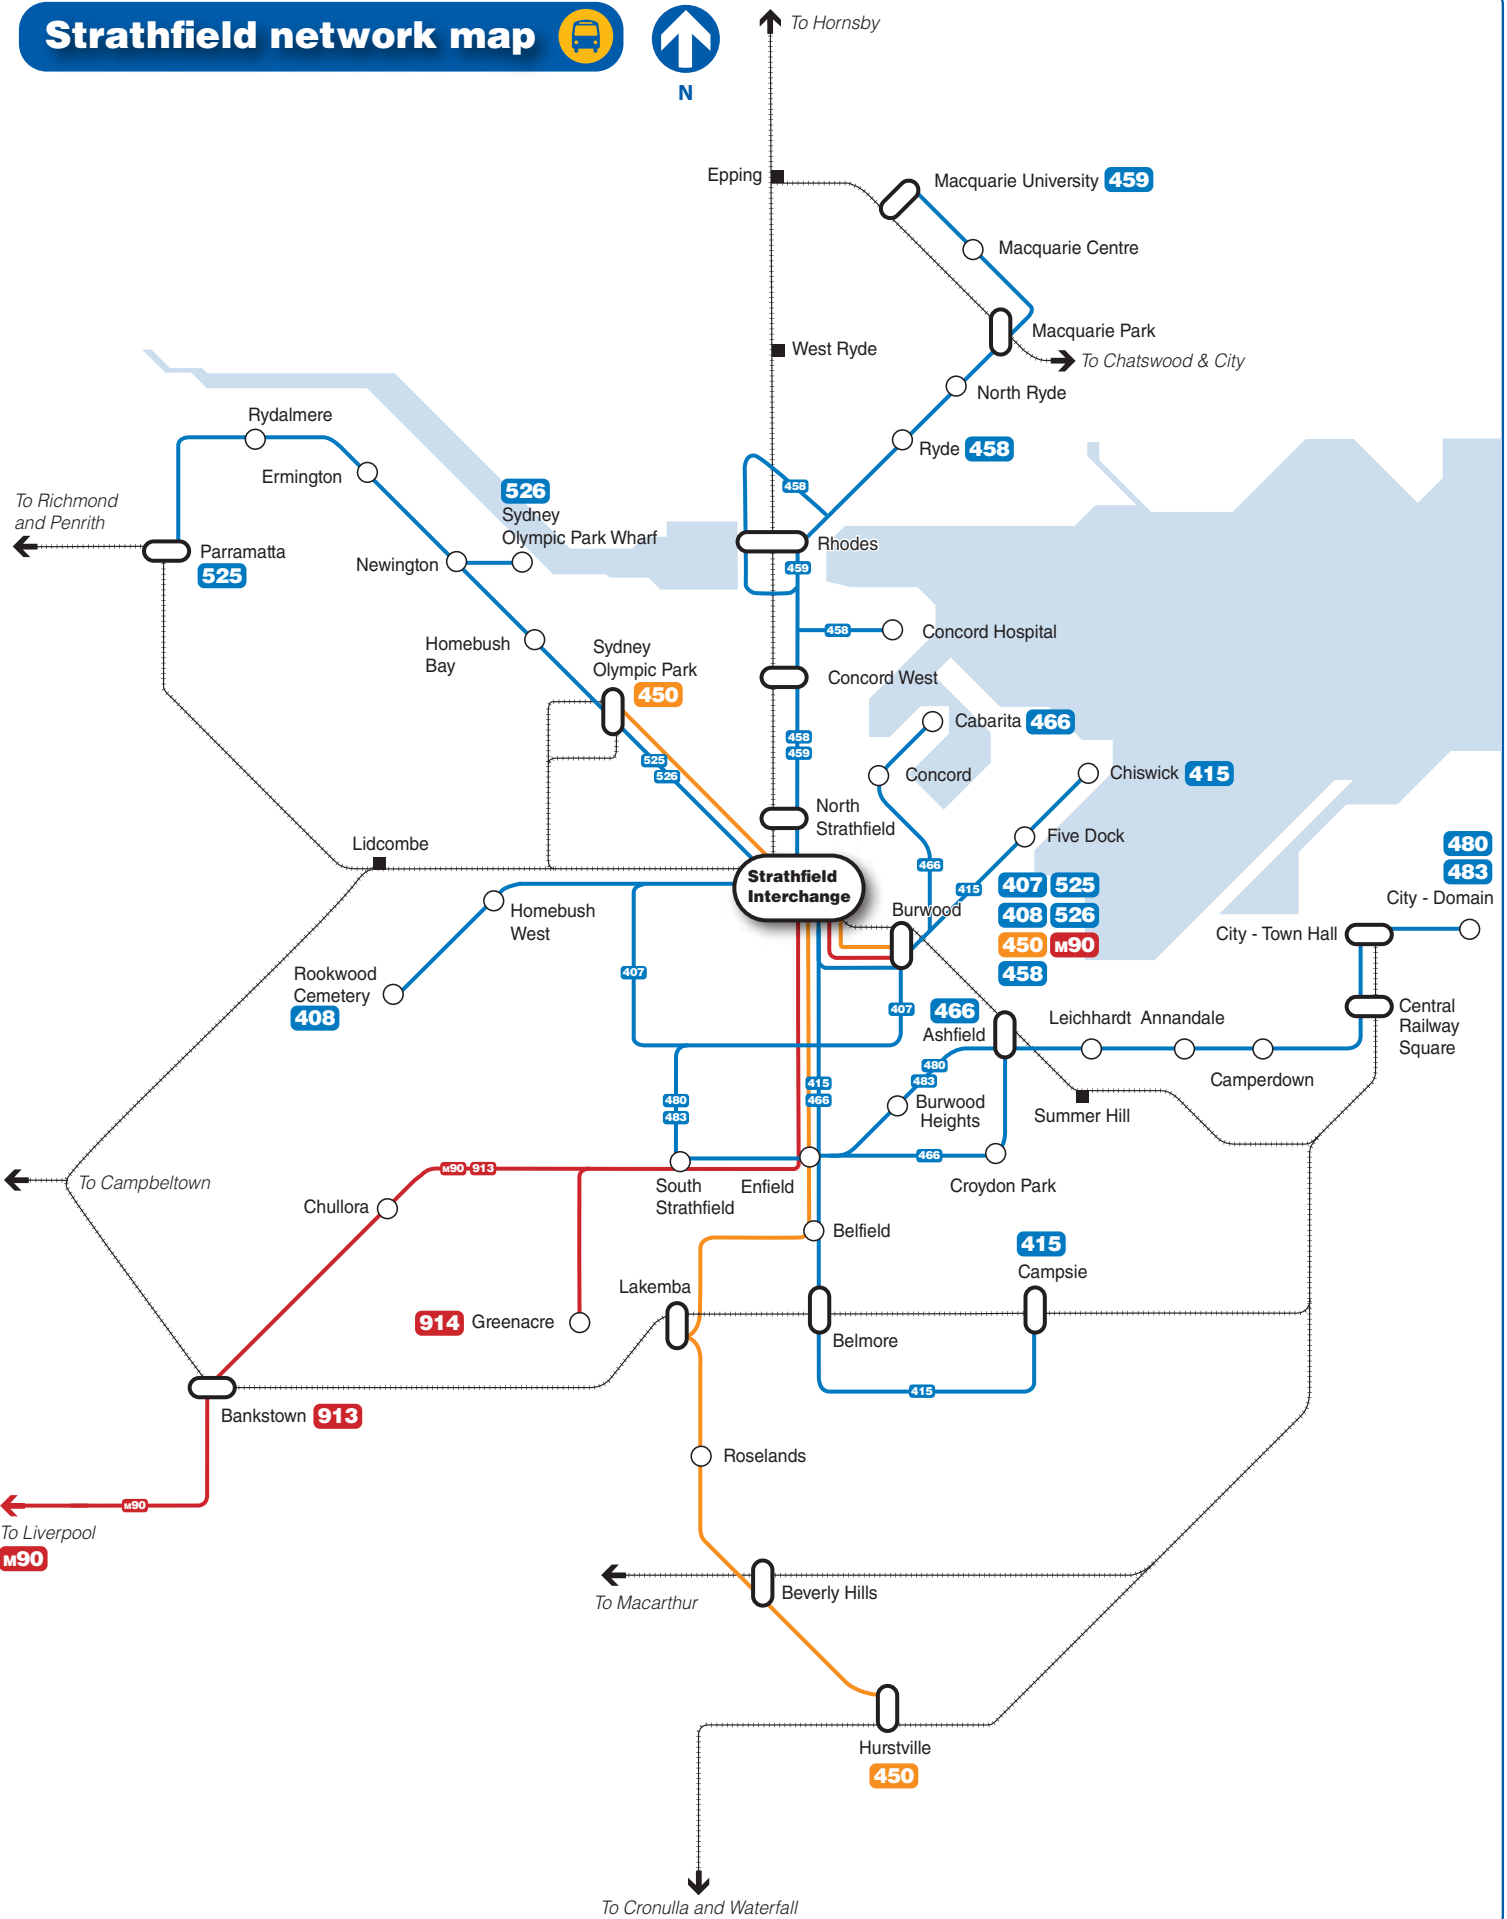 Strathfield network map
N
To Hornsby
Epping
Macquarie University 459
Macquarie Centre
Macquarie Park
West Ryde
To Chatswood & City
North Ryde
Rydalmere
Ryde 458
Ermington
458
526
Sydney
Olympic Park Wharf
To Richmond
and Penrith
Parramatta
525
Rhodes
Newington
459
Homebush
Bay
Sydney
Olympic Park
450
458
Concord Hospital
Concord West
Cabarita 466
458
459
525
526
Concord
Chiswick 415
North
Strathfield
Five Dock
Lidcombe
466
415
480
483
City - Domain
Strathfield
Interchange
407 525
408 526
450 M90
458
Burwood
Homebush
West
City - Town Hall
Rookwood
Cemetery
408
407
407
466
Ashfield
Leichhardt
Annandale
Central
Railway
Square
480
483
415
466
Camperdown
480
483
Burwood
Heights
Summer Hill
466
M90 913
To Campbeltown
South
Strathfield
Enfield
Croydon Park
Chullora
Belfield
415
Campsie
Lakemba
914 Greenacre
Belmore
415
Bankstown 913
Roselands
M90
To Liverpool
M90
To Macarthur
Beverly Hills
Hurstville
450
To Cronulla and Waterfall